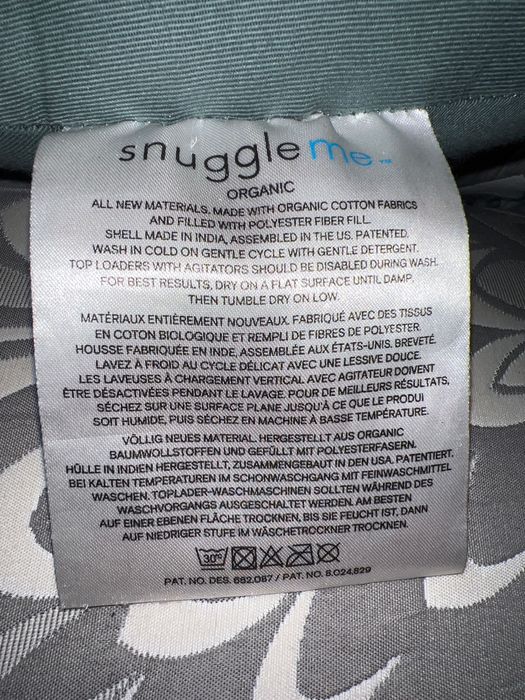 snuggle me™
ORGANIC
ALL NEW MATERIALS. MADE WITH ORGANIC COTTON FABRICS
AND FILLED WITH POLYESTER FIBER FILL.
SHELL MADE IN INDIA, ASSEMBLED IN THE US. PATENTED.
WASH IN COLD ON GENTLE CYCLE WITH GENTLE DETERGENT.
TOP LOADERS WITH AGITATORS SHOULD BE DISABLED DURING WASH.
FOR BEST RESULTS, DRY ON A FLAT SURFACE UNTIL DAMP,
THEN TUMBLE DRY ON LOW.
MATÉRIAUX ENTIÈREMENT NOUVEAUX. FABRIQUÉ AVEC DES TISSUS
EN COTON BIOLOGIQUE ET REMPLI DE FIBRES DE POLYESTER.
HOUSSE FABRIQUÉE EN INDE, ASSEMBLÉE AUX ÉTATS-UNIS. BREVETÉ.
LAVEZ À FROID AU CYCLE DÉLICAT AVEC UNE LESSIVE DOUCE.
LES LAVEUSES À CHARGEMENT VERTICAL AVEC AGITATEUR DOIVENT
ÊTRE DÉSACTIVÉES PENDANT LE LAVAGE. POUR DE MEILLEURS RÉSULTATS,
SÉCHEZ SUR UNE SURFACE PLANE JUSQU'À CE QUE LE PRODUI
SOIT HUMIDE, PUIS SÉCHEZ EN MACHINE À BASSE TEMPÉRATURE.
VÖLLIG NEUES MATERIAL. HERGESTELLT AUS ORGANIC
BAUMWOLLSTOFFEN UND GEFÜLLT MIT POLYESTERFASERN.
HÜLLE IN INDIEN HERGESTELLT, ZUSAMMENGEBAUT IN DEN USA. PATENTIERT.
BEI KALTEN TEMPERATUREN IM SCHONWASCHGANG MIT FEINWASCHMITTEL
WASCHEN. TOPLADER-WASCHMASCHINEN SOLLTEN WÄHREND DES
WASCHVORGANGS AUSGESCHALTET WERDEN. AM BESTEN
AUF EINER EBENEN FLÄCHE TROCKNEN, BIS SIE FEUCHT IST, DANN
AUF NIEDRIGER STUFE IM WÄSCHETROCKNER TROCKNEN.
30°
PAT. NO. DES. 662,087 / PAT. NO. 8,024,829